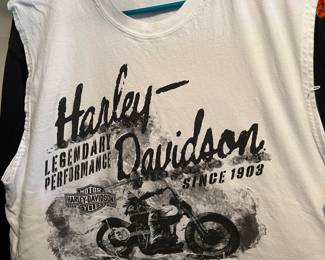 Harley-
Davidson
LEGENDARY
PERFORMANCE
SINCE 1903
MOTOR
HARLEY-DAVIDSON
CYCLES